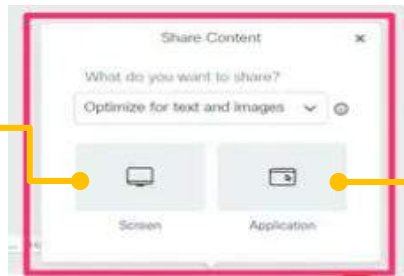 Share Content
What do you want to share?
Optimize for text and images
Screen
Application